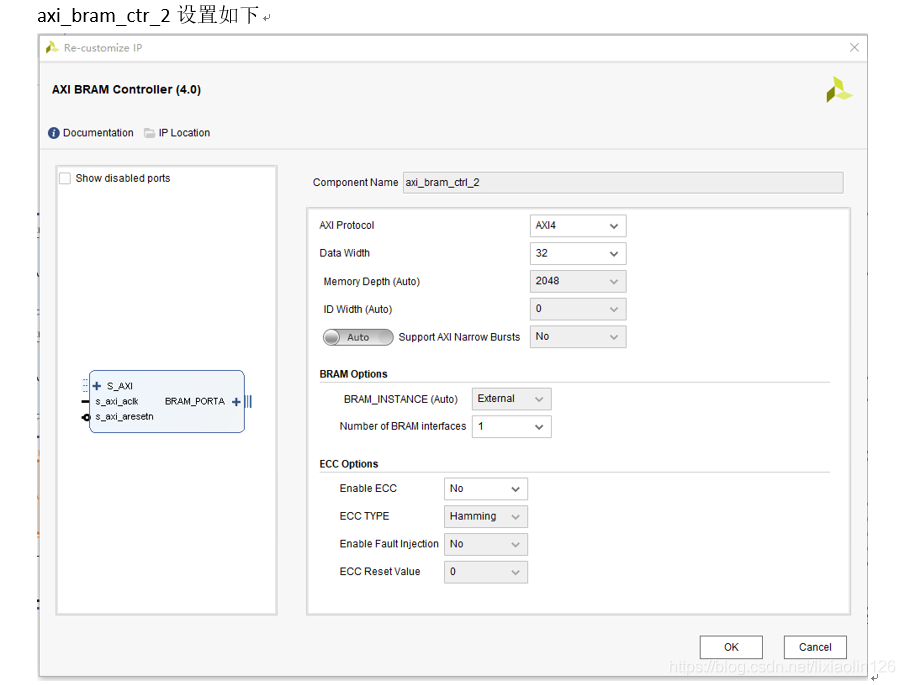 axi_bram_ctr_2 设置如下
Re-customize IP
AXI BRAM Controller (4.0)
Documentation IP Location
Show disabled ports
Component Name axi_bram_ctrl_2
AXI Protocol AXI4
Data Width 32
Memory Depth (Auto) 2048
ID Width (Auto) 0
Auto Support AXI Narrow Bursts No
BRAM Options
BRAM_INSTANCE (Auto) External
Number of BRAM interfaces 1
ECC Options
Enable ECC No
ECC TYPE Hamming
Enable Fault Injection No
ECC Reset Value 0
S_AXI
s_axi_aclk BRAM_PORTA
s_axi_aresetn
OK Cancel
https://blog.csdn.net/lixiaolin126